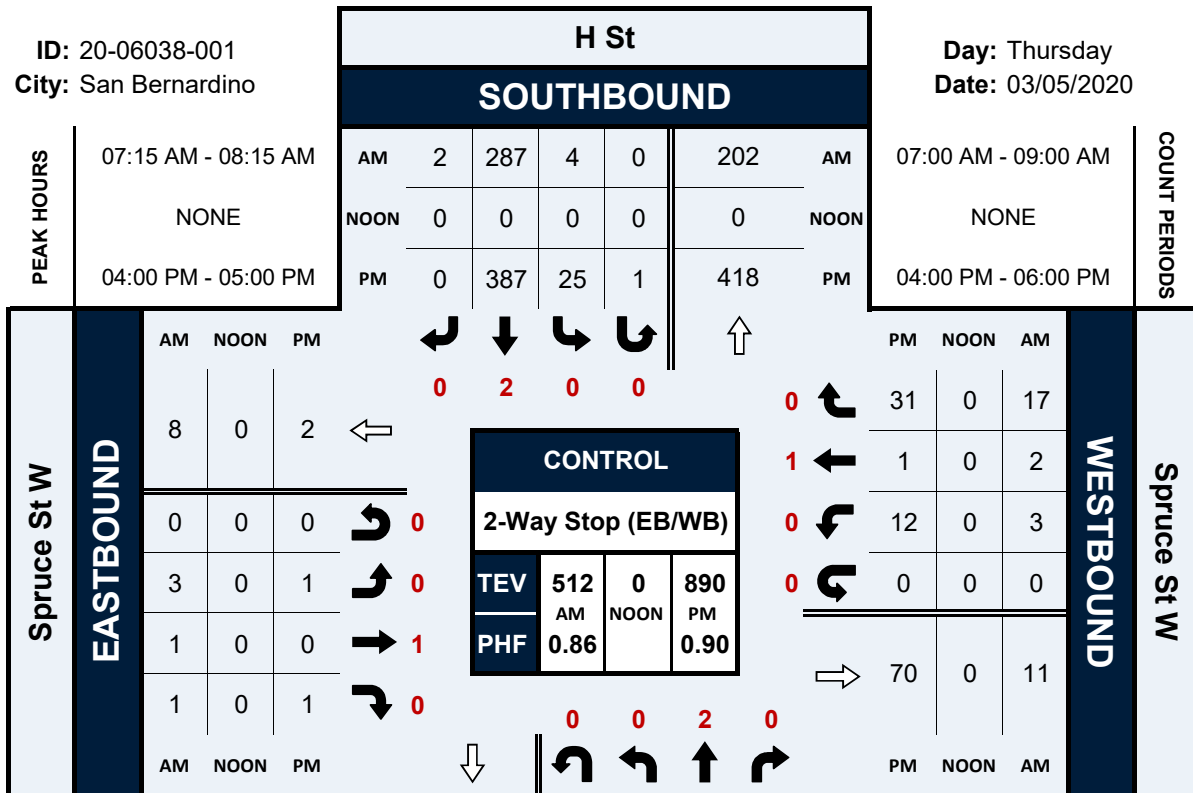 ID: 20-06038-001
City: San Bernardino
H St
SOUTHBOUND
Day: Thursday
Date: 03/05/2020
PEAK HOURS
07:15 AM - 08:15 AM
NONE
04:00 PM - 05:00 PM
AM 2 287 4 0 202 AM
NOON 0 0 0 0 0 NOON
PM 0 387 25 1 418 PM
07:00 AM - 09:00 AM
NONE
04:00 PM - 06:00 PM
COUNT PERIODS
0 2 0 0
Spruce St W
EASTBOUND
AM NOON PM
8 0 2
0 0 0 0
3 0 1 0
1 0 0 1
1 0 1 0
AM NOON PM
CONTROL
2-Way Stop (EB/WB)
TEV 512 0 890
AM NOON PM
PHF 0.86 0.90
PM NOON AM
0 31 0 17
1 1 0 2
0 12 0 3
0 0 0 0
70 0 11
PM NOON AM
WESTBOUND
Spruce St W
0 0 2 0